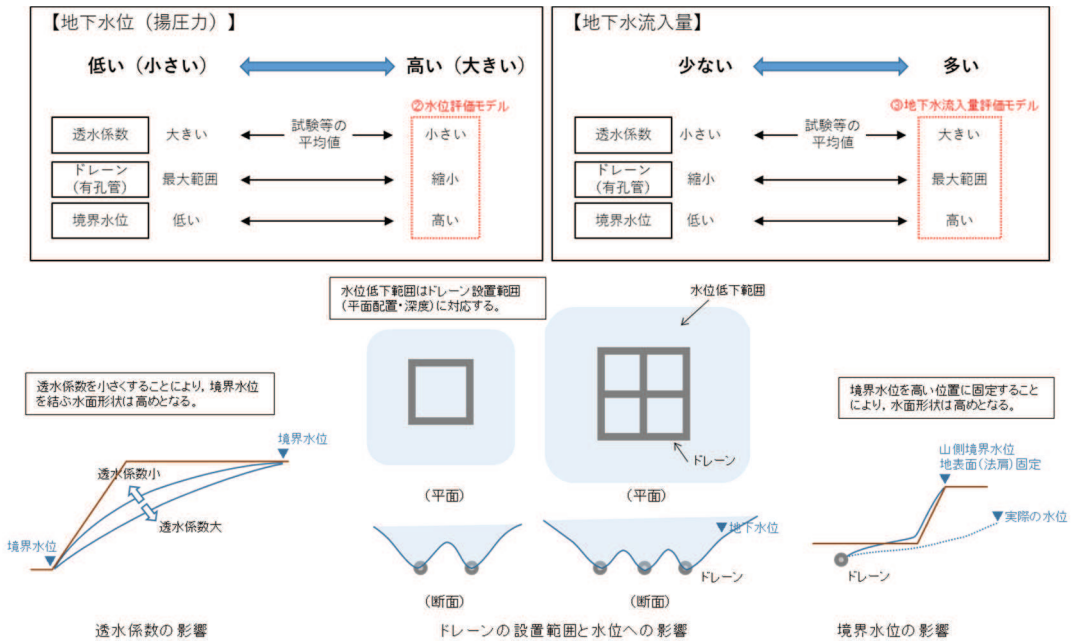 【地下水位（揚圧力）】
低い（小さい）
高い（大きい）
②水位評価モデル
透水係数
大きい
試験等の
平均値
小さい
ドレーン
(有孔管)
最大範囲
縮小
境界水位
低い
高い
【地下水流入量】
少ない
多い
③地下水流入量評価モデル
透水係数
小さい
試験等の
平均値
大きい
ドレーン
(有孔管)
縮小
最大範囲
境界水位
低い
高い
透水係数を小さくすることにより，境界水位
を結ぶ水面形状は高めとなる。
境界水位
透水係数小
透水係数大
境界水位
透水係数の影響
水位低下範囲はドレーン設置範囲
（平面配置・深度）に対応する。
水位低下範囲
ドレーン
（平面）
（平面）
地下水位
ドレーン
（断面）
（断面）
ドレーンの設置範囲と水位への影響
境界水位を高い位置に固定すること
により，水面形状は高めとなる。
山側境界水位
地表面(法肩)固定
実際の水位
ドレーン
境界水位の影響